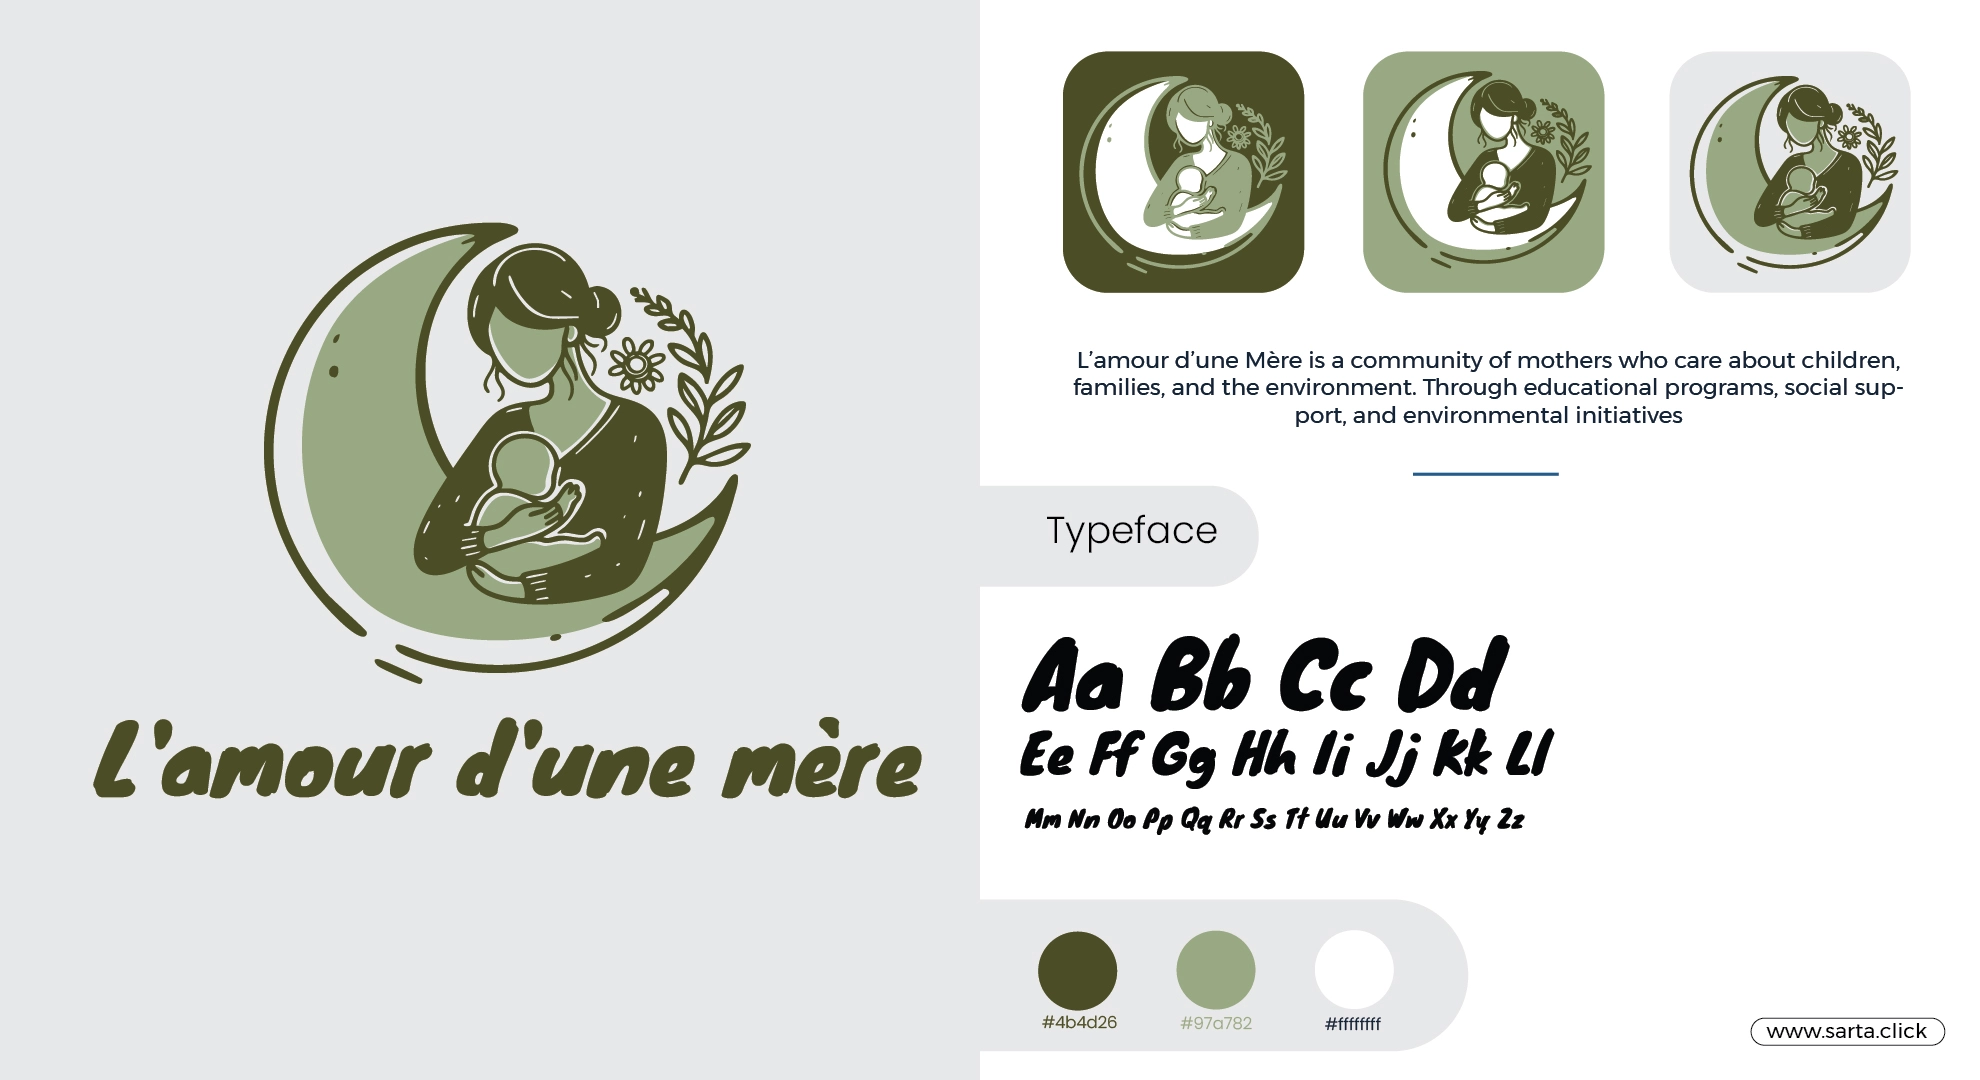 L'amour d'une mère
L’amour d’une Mère is a community of mothers who care about children,
families, and the environment. Through educational programs, social sup-
port, and environmental initiatives
Typeface
Aa Bb Cc Dd
Ee Ff Gg Hh Ii Jj Kk Ll
Mm Nn Oo Pp Qq Rr Ss Tt Uu Vv Ww Xx Yy Zz
#4b4d26 #97a782 #ffffffff
www.sarta.click